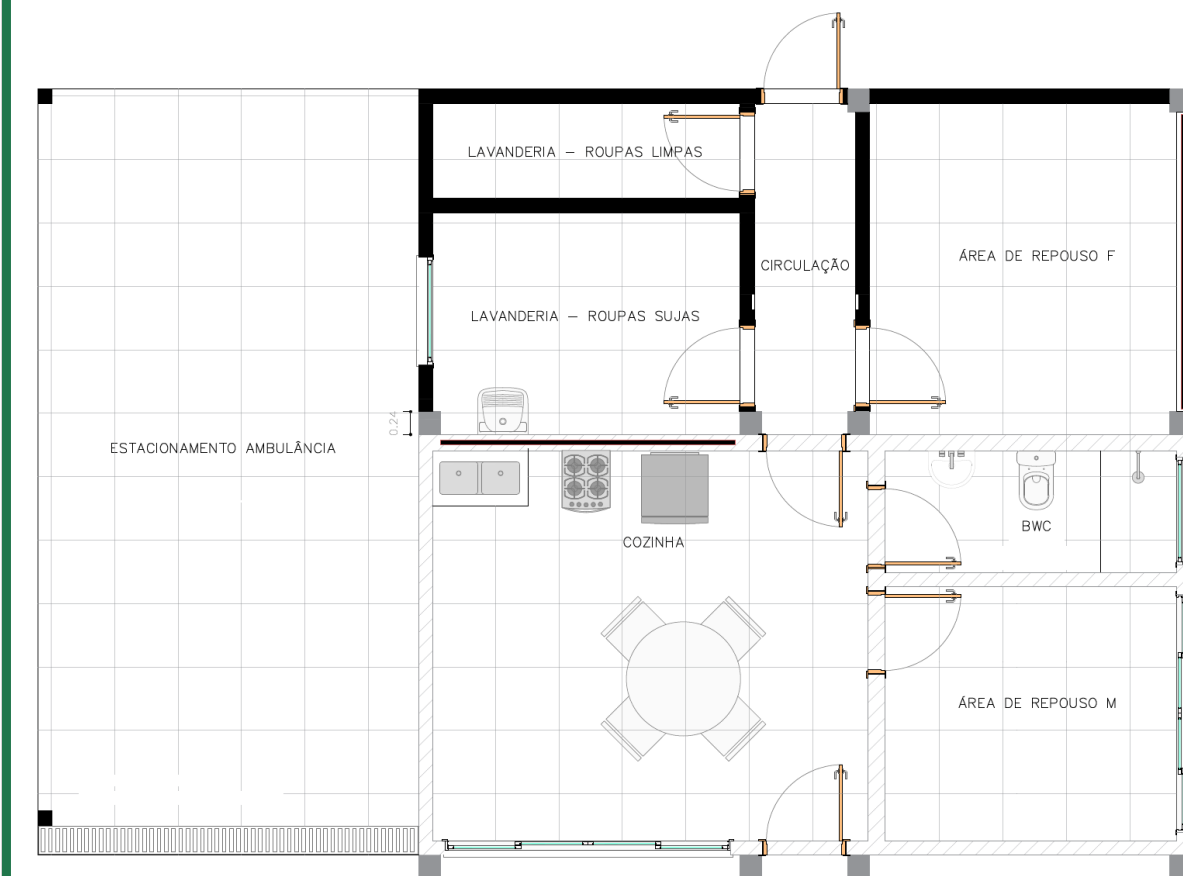 LAVANDERIA – ROUPAS LIMPAS
CIRCULAÇÃO
ÁREA DE REPOUSO F
LAVANDERIA – ROUPAS SUJAS
0.24
ESTACIONAMENTO AMBULÂNCIA
BWC
COZINHA
ÁREA DE REPOUSO M